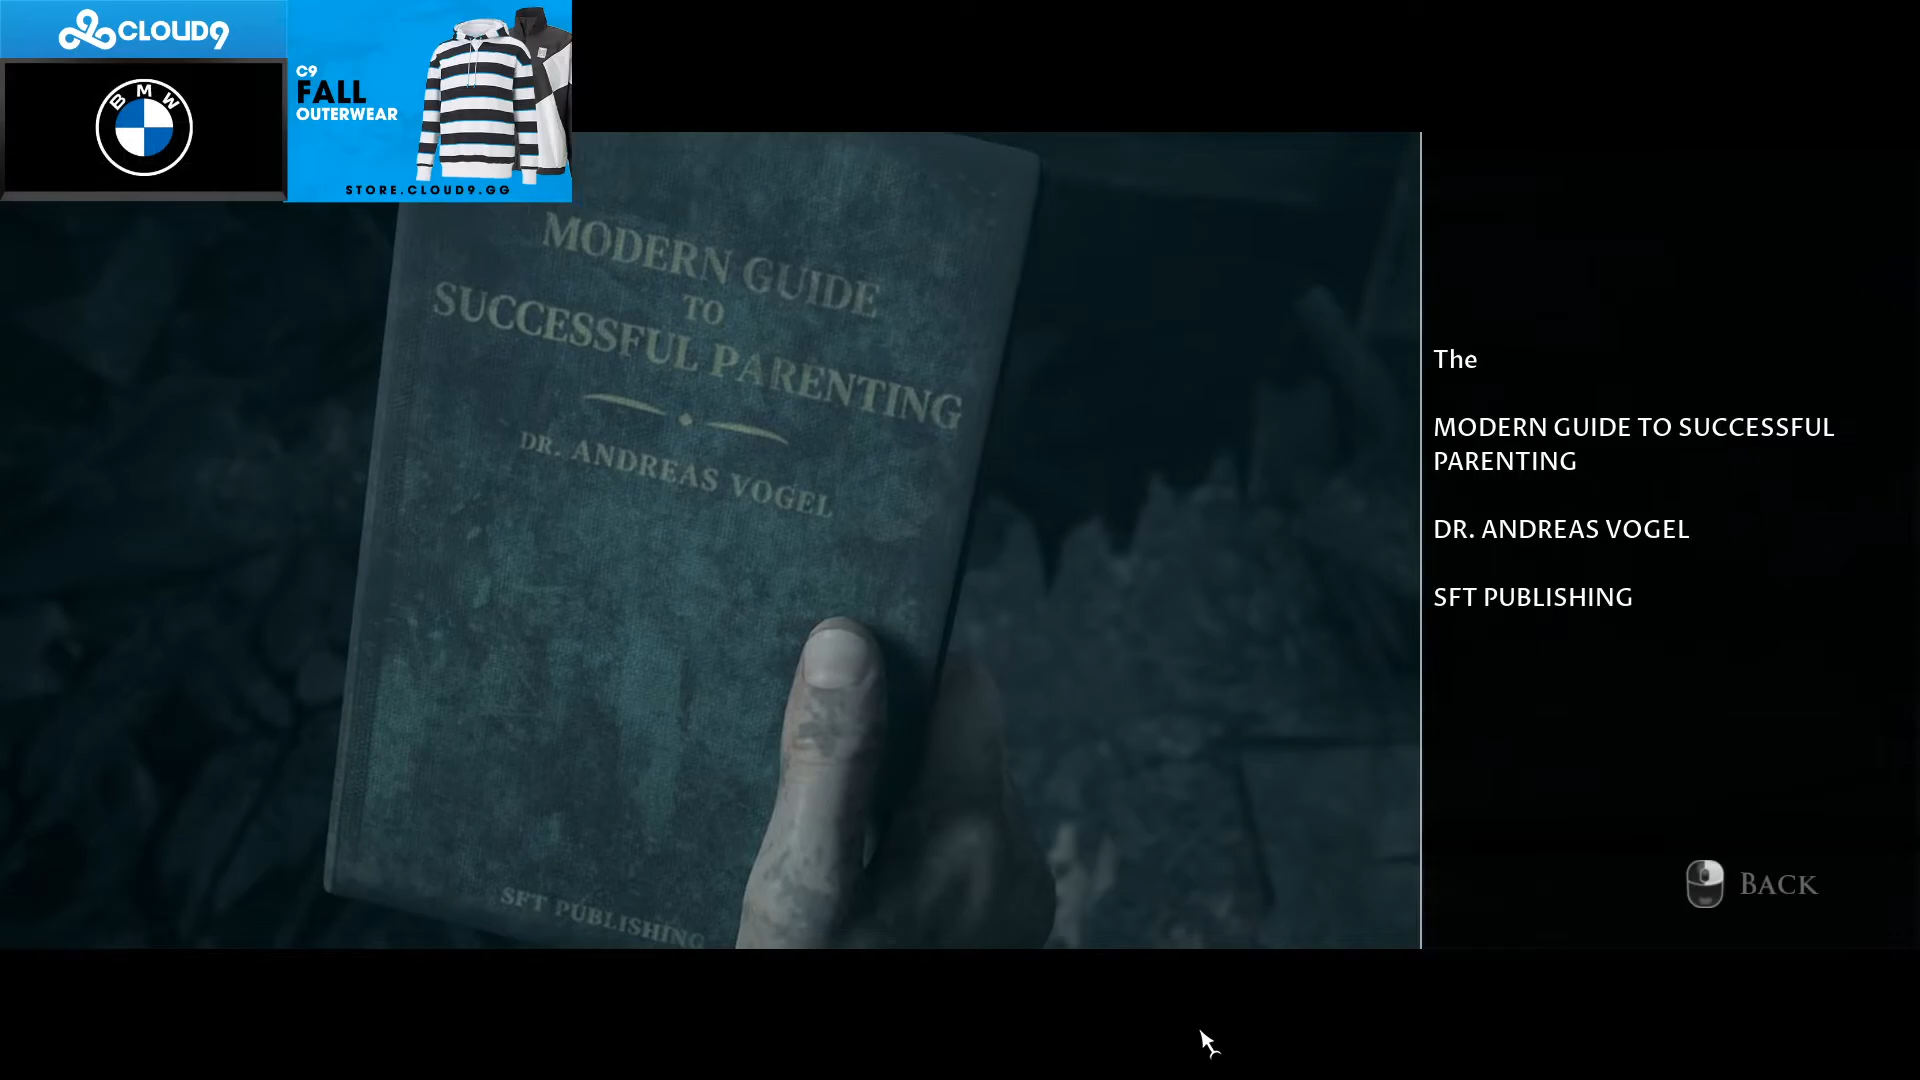 CLOUD9
BMW
C9
FALL
OUTERWEAR
STORE.CLOUD9.GG
MODERN GUIDE
TO
SUCCESSFUL PARENTING
DR. ANDREAS VOGEL
SFT PUBLISHING
The
MODERN GUIDE TO SUCCESSFUL
PARENTING
DR. ANDREAS VOGEL
SFT PUBLISHING
BACK